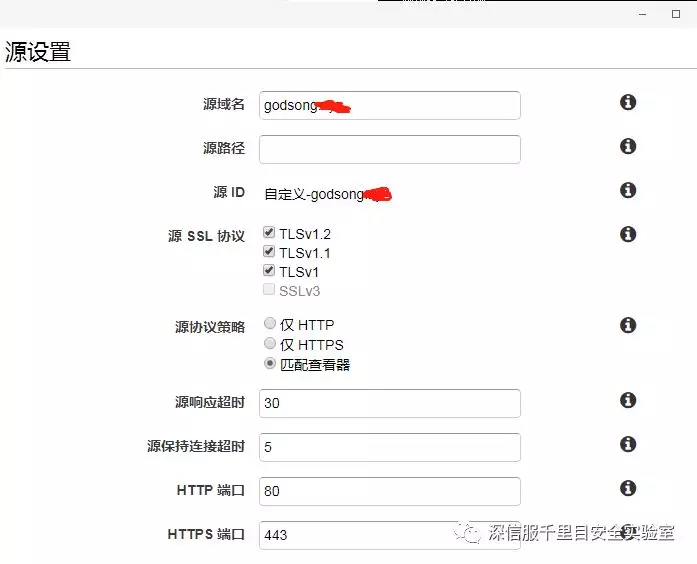 源设置
源域名
godsong
源路径
源 ID
自定义-godsong
源 SSL 协议
TLSv1.2
TLSv1.1
TLSv1
SSLv3
源协议策略
仅 HTTP
仅 HTTPS
匹配查看器
源响应超时
30
源保持连接超时
5
HTTP 端口
80
HTTPS 端口
443
深信服千里目安全实验室